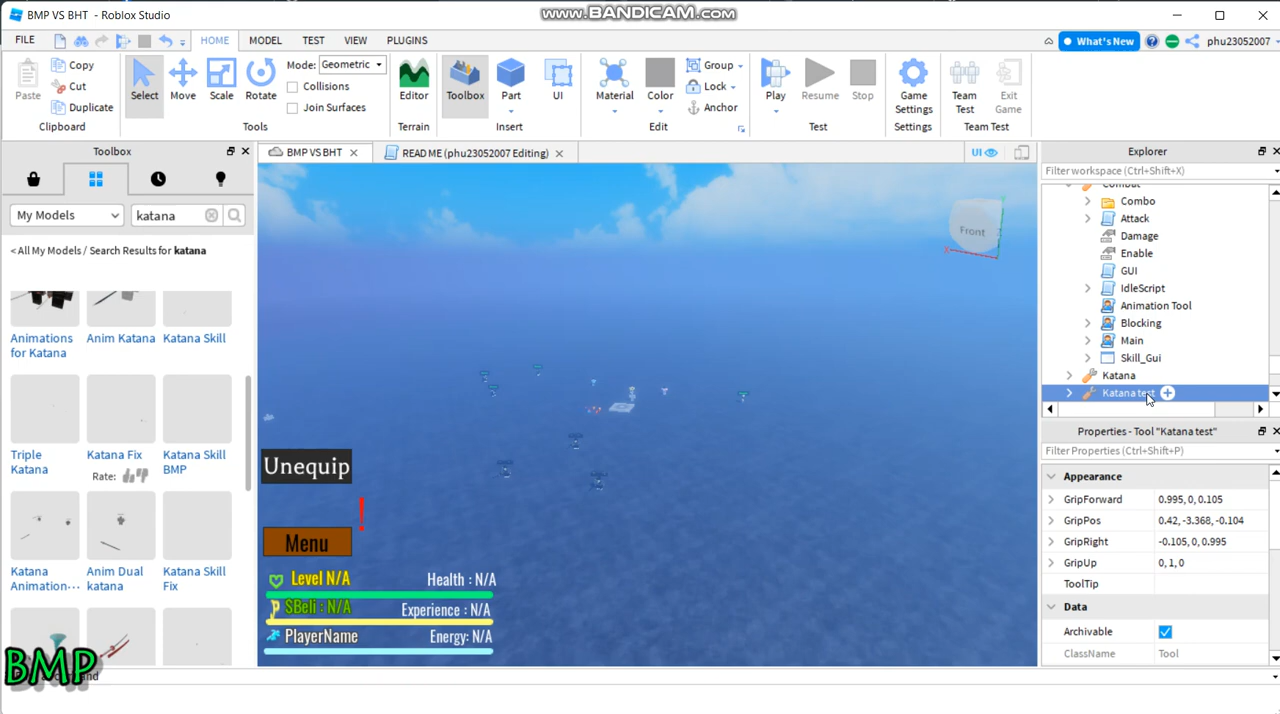 BMP VS BHT - Roblox Studio
www.BANDICAM.com
FILE HOME MODEL TEST VIEW PLUGINS What's New phu23052007
Paste Copy Cut Duplicate Clipboard
Select Move Scale Rotate Mode: Geometric Collisions Join Surfaces Tools
Editor Terrain
Toolbox Part UI Insert
Material Color Group Lock Anchor Edit
Play Resume Stop Test
Game Settings Settings
Team Test Exit Game Team Test
Toolbox
My Models katana
< All My Models / Search Results for katana
Animations for Katana Anim Katana Katana Skill
Triple Katana Katana Fix Katana Skill BMP
Rate:
Katana Animation··· Anim Dual katana Katana Skill Fix
BMP
BMP VS BHT READ ME (phu23052007 Editing) UI
Front
Unequip
!
Menu
Level N/A Health : N/A
SBeli : N/A Experience : N/A
PlayerName Energy: N/A
Explorer
Filter workspace (Ctrl+Shift+X)
Combat
Combo
Attack
Damage
Enable
GUI
IdleScript
Animation Tool
Blocking
Main
Skill_Gui
Katana
Katana test
Properties - Tool "Katana test"
Filter Properties (Ctrl+Shift+P)
Appearance
GripForward 0.995, 0, 0.105
GripPos 0.42, -3.368, -0.104
GripRight -0.105, 0, 0.995
GripUp 0, 1, 0
ToolTip
Data
Archivable
ClassName Tool